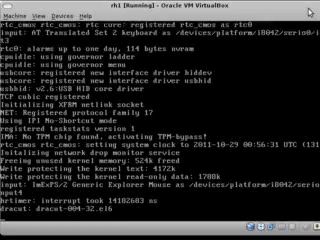 rh1 [Running] - Oracle VM VirtualBox
Machine View Devices Help
rtc_cmos rtc_cmos: rtc core: registered rtc_cmos as rtc0
input: AT Translated Set 2 keyboard as /devices/platform/i8042/serio0/i
t3
rtc0: alarms up to one day, 114 bytes nvram
cpuidle: using governor ladder
cpuidle: using governor menu
usbcore: registered new interface driver hiddev
usbcore: registered new interface driver usbhid
usbhid: v2.6:USB HID core driver
TCP cubic registered
Initializing XFRM netlink socket
NET: Registered protocol family 17
Using IPI No-Shortcut mode
registered taskstats version 1
IMA: No TPM chip found, activating TPM-bypass!
rtc_cmos rtc_cmos: setting system clock to 2011-10-29 00:56:31 UTC (131
Initalizing network drop monitor service
Freeing unused kernel memory: 524k freed
Write protecting the kernel text: 4172k
Write protecting the kernel read-only data: 1780k
input: ImExPS/2 Generic Explorer Mouse as /devices/platform/i8042/serio
nput4
hrtimer: interrupt took 14182603 ns
dracut: dracut-004-32.el6